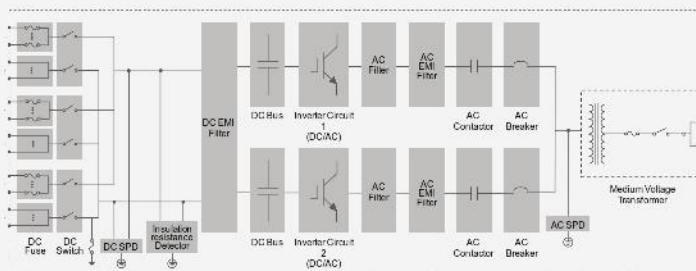 DC EMI
Filter
DC Bus
Inverter Circuit
1
(DC/AC)
AC
Filler
AC
EMI
Filter
AC
Contactor
AC
Breaker
DC Bus
Inverter Circuit
2
(DC/AC)
AC
Filter
AC
EMI
Filter
AC
Contactor
AC
Breaker
Medium Voltage
Transformer
DC
Fuse
DC
Switch
DC SPD
Insulation
resistance
Detector
AC SPD